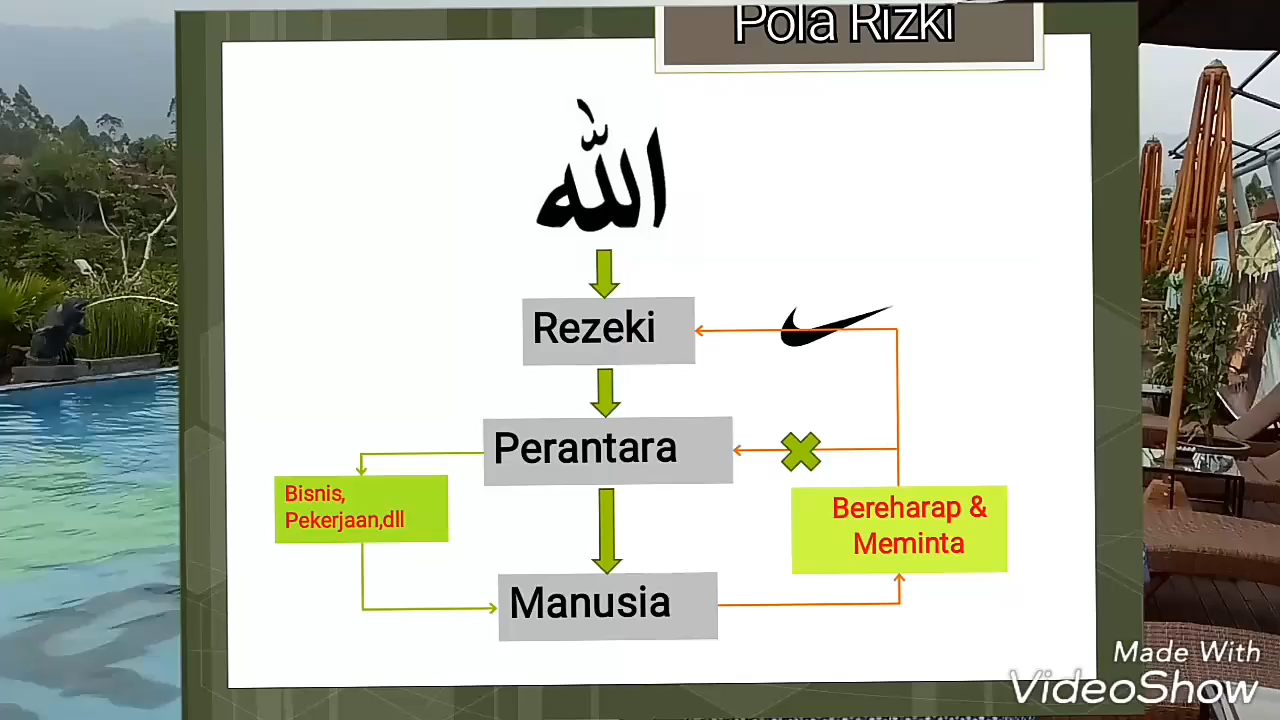 Pola Rizki
الله
Rezeki
Perantara
Bisnis,
Pekerjaan,dll
Bereharap &
Meminta
Manusia
Made With
VideoShow